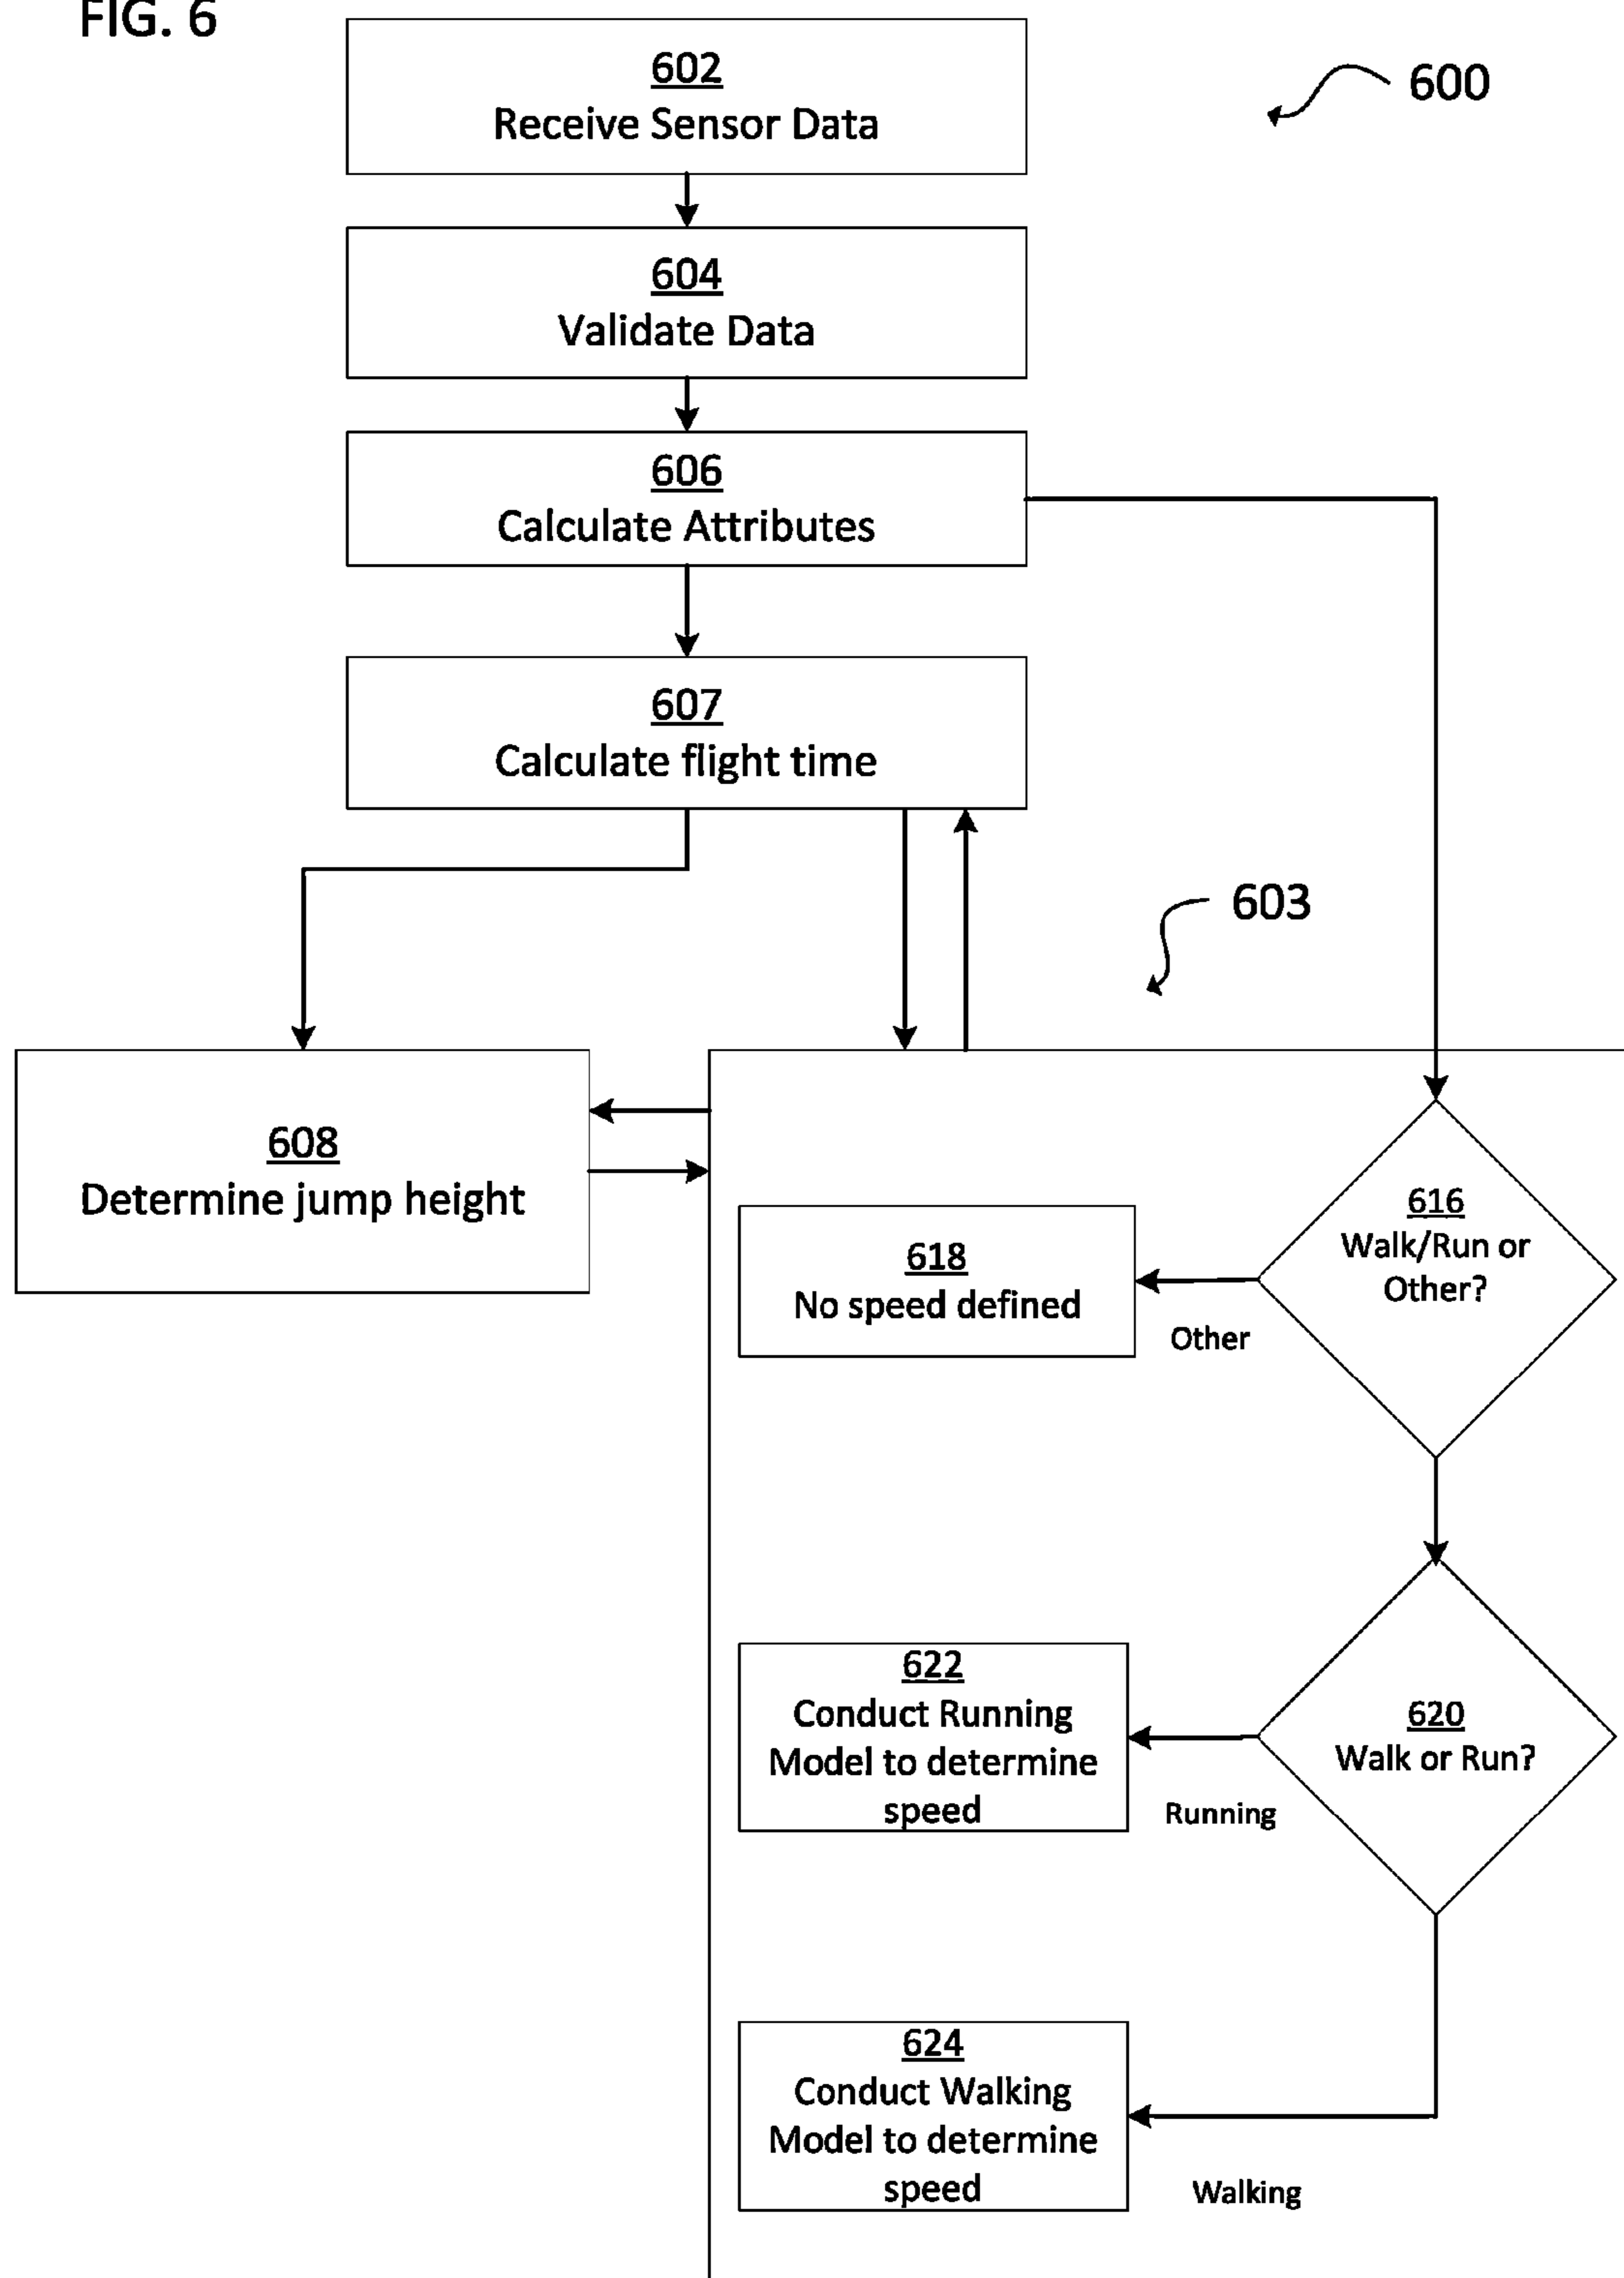 FIG. 6
602
Receive Sensor Data
600
604
Validate Data
606
Calculate Attributes
607
Calculate flight time
603
608
Determine jump height
616
Walk/Run or
Other?
618
No speed defined
Other
622
Conduct Running
Model to determine
speed
620
Walk or Run?
Running
624
Conduct Walking
Model to determine
speed
Walking